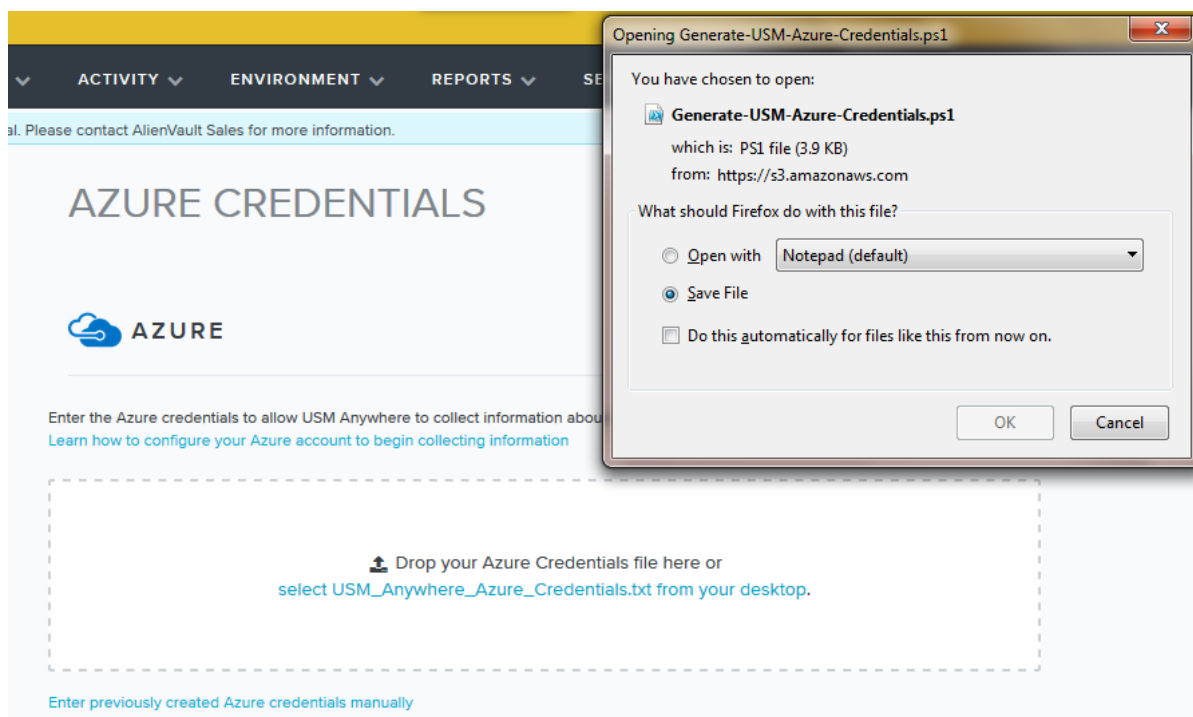 ACTIVITY ENVIRONMENT REPORTS SE
al. Please contact AlienVault Sales for more information.
AZURE CREDENTIALS
AZURE
Enter the Azure credentials to allow USM Anywhere to collect information abou
Learn how to configure your Azure account to begin collecting information
Drop your Azure Credentials file here or
select USM_Anywhere_Azure_Credentials.txt from your desktop.
Enter previously created Azure credentials manually
Opening Generate-USM-Azure-Credentials.ps1
You have chosen to open:
Generate-USM-Azure-Credentials.ps1
which is: PS1 file (3.9 KB)
from: https://s3.amazonaws.com
What should Firefox do with this file?
Open with Notepad (default)
Save File
Do this automatically for files like this from now on.
OK Cancel